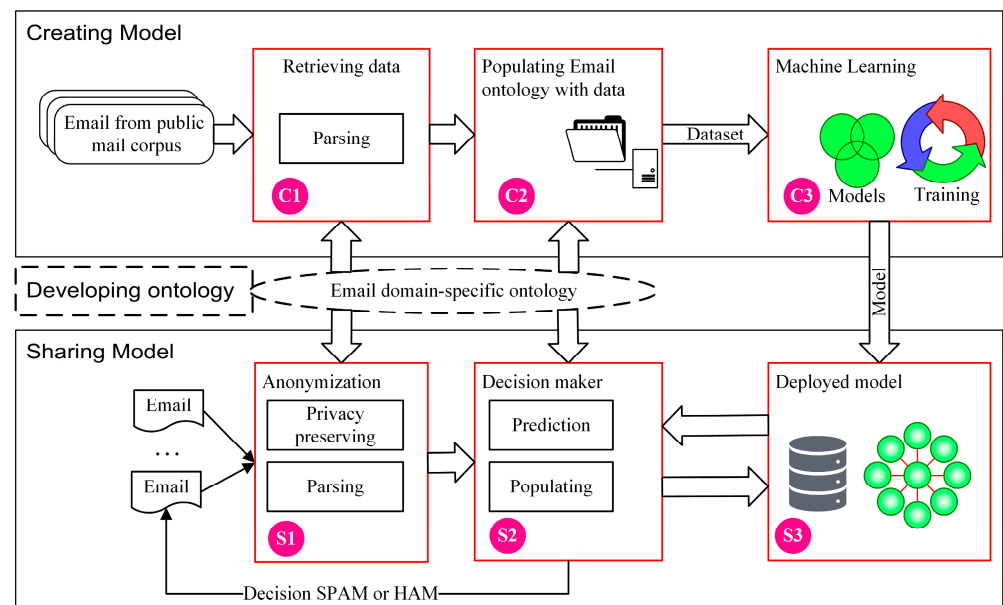 Creating Model
Email from public
mail corpus
Retrieving data
Parsing
C1
Populating Email
ontology with data
C2
Dataset
Machine Learning
Models
Training
C3
Developing ontology
Email domain-specific ontology
Model
Sharing Model
Email
...
Email
Anonymization
Privacy
preserving
Parsing
S1
Decision maker
Prediction
Populating
S2
Deployed model
S3
Decision SPAM or HAM